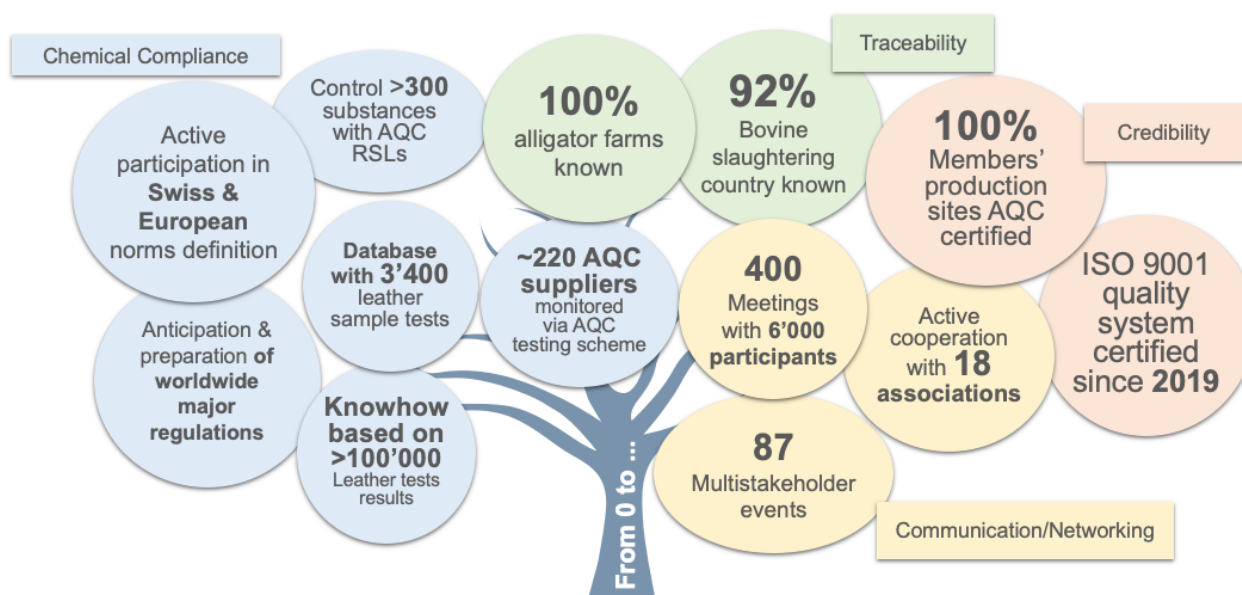 Chemical Compliance
Control >300
substances
with AQC
RSLs
Active
participation in
Swiss &
European
norms definition
Database
with 3’400
leather
sample tests
~220 AQC
suppliers
monitored
via AQC
testing scheme
Anticipation &
preparation of
worldwide
major
regulations
Knowhow
based on
>100’000
Leather tests
results
Traceability
100%
alligator farms
known
92%
Bovine
slaughtering
country known
Credibility
100%
Members’
production
sites AQC
certified
ISO 9001
quality
system
certified
since 2019
400
Meetings
with 6’000
participants
Active
cooperation
with 18
associations
87
Multistakeholder
events
Communication/Networking
From 0 to ...